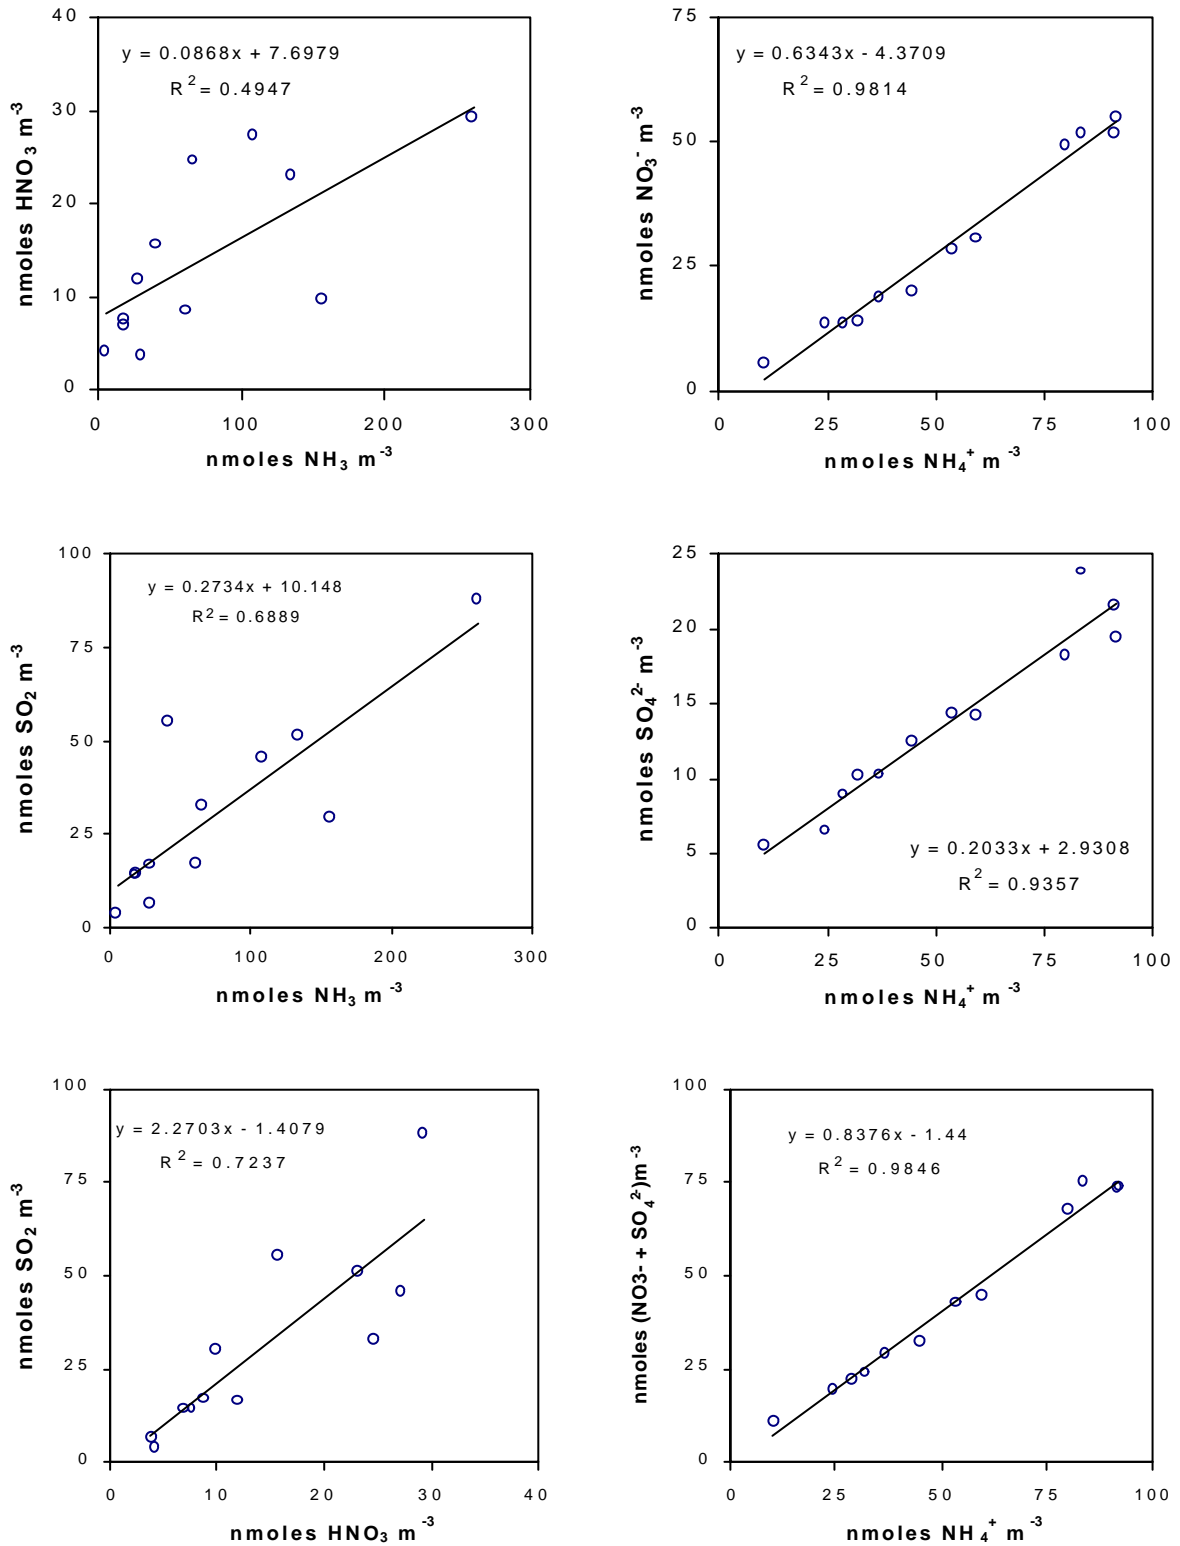 40
30
20
10
0
y = 0.0868x + 7.6979
R² = 0.4947
nmoles HNO₃ m⁻³
0 100 200 300
nmoles NH₃ m⁻³
75
50
25
0
y = 0.6343x - 4.3709
R² = 0.9814
nmoles NO₃⁻ m⁻³
0 25 50 75 100
nmoles NH₄⁺ m⁻³
100
75
50
25
0
y = 0.2734x + 10.148
R² = 0.6889
nmoles SO₂ m⁻³
0 100 200 300
nmoles NH₃ m⁻³
25
20
15
10
5
0
y = 0.2033x + 2.9308
R² = 0.9357
nmoles SO₄²⁻ m⁻³
0 25 50 75 100
nmoles NH₄⁺ m⁻³
100
75
50
25
0
y = 2.2703x - 1.4079
R² = 0.7237
nmoles SO₂ m⁻³
0 10 20 30 40
nmoles HNO₃ m⁻³
100
75
50
25
0
y = 0.8376x - 1.44
R² = 0.9846
nmoles (NO3- + SO₄²⁻)m⁻³
0 25 50 75 100
nmoles NH₄⁺ m⁻³